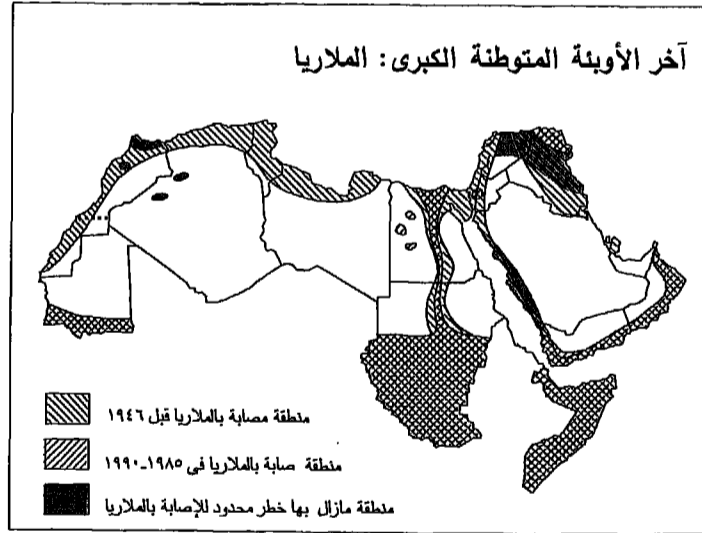 آخر الأوبئة المتوطنة الكبرى: الملاريا
منطقة مصابة بالملاريا قبل ١٩٤٦
منطقة صابة بالملاريا فى ١٩٨٥-١٩٩٠
منطقة مازال بها خطر محدود للإصابة بالملاريا